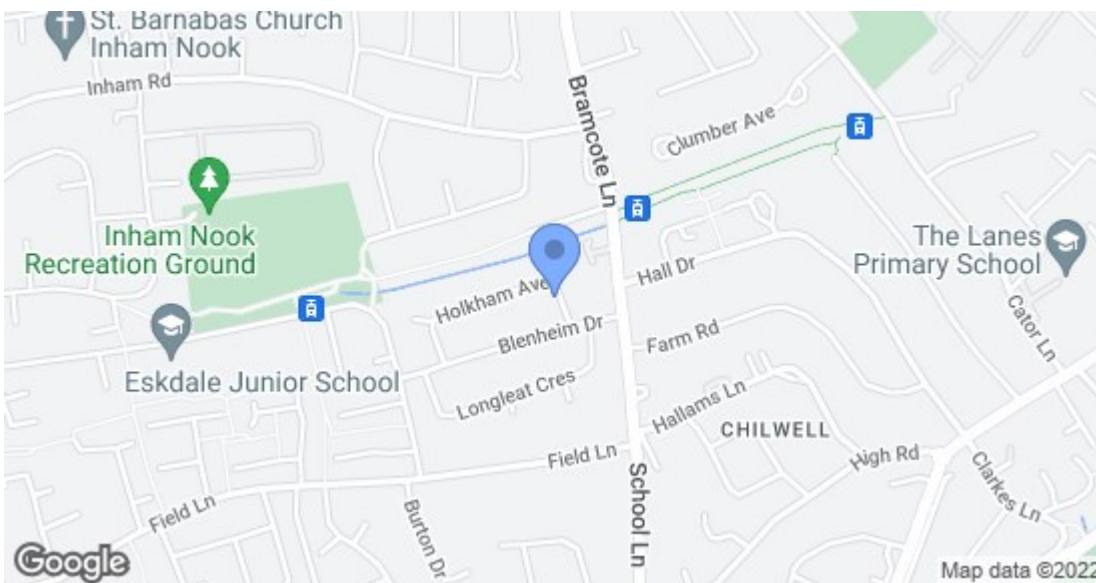 St. Barnabas Church
Inham Nook
Inham Rd
Bramcote Ln
Clumber Ave
Inham Nook
Recreation Ground
The Lanes
Primary School
Hall Dr
Holkham Ave
Blenheim Dr
Farm Rd
Cator Ln
Eskdale Junior School
Longleat Cres
Hallams Ln
CHILWELL
Field Ln
High Rd
School Ln
Clarkes Ln
Field Ln
Burton Dr
Google
Map data ©2022